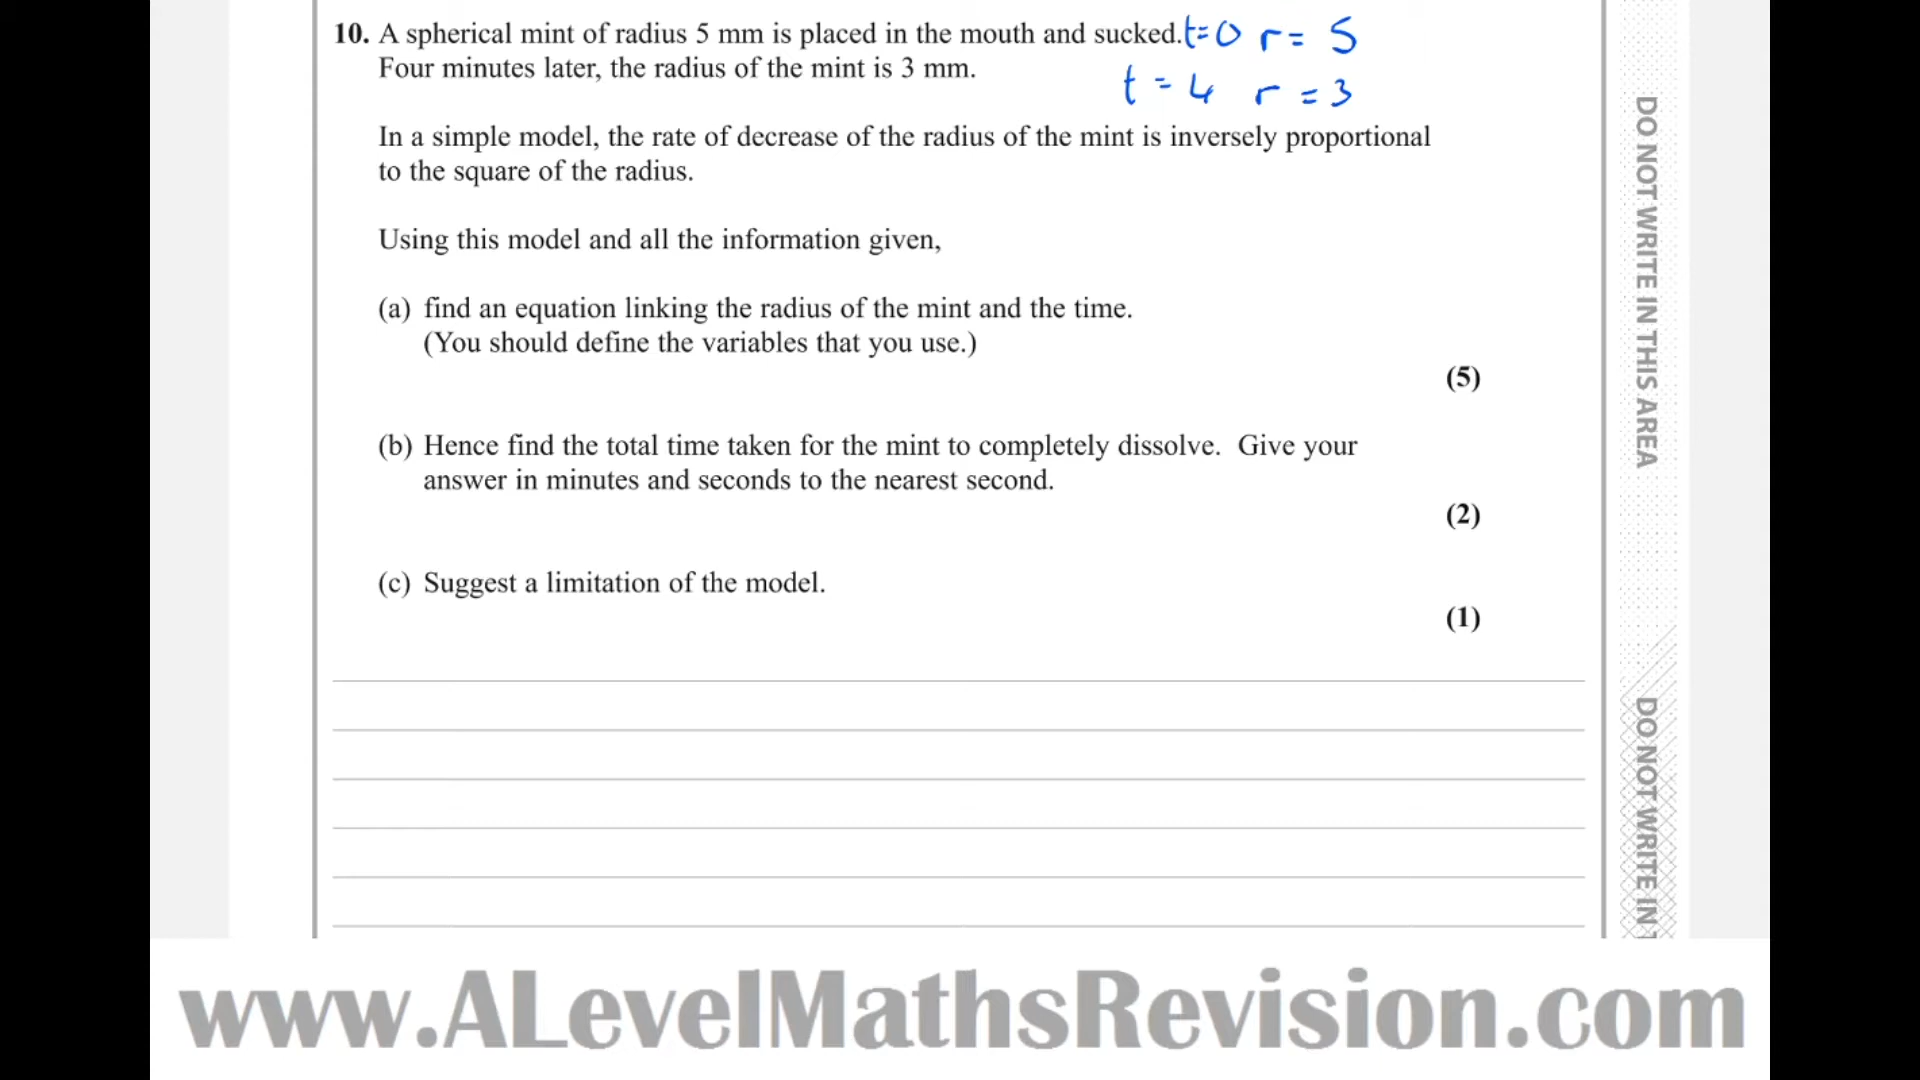 10. A spherical mint of radius 5 mm is placed in the mouth and sucked. t=0 r= 5
Four minutes later, the radius of the mint is 3 mm.
t = 4 r = 3
In a simple model, the rate of decrease of the radius of the mint is inversely proportional
to the square of the radius.
Using this model and all the information given,
(a) find an equation linking the radius of the mint and the time.
(You should define the variables that you use.)
(5)
(b) Hence find the total time taken for the mint to completely dissolve. Give your
answer in minutes and seconds to the nearest second.
(2)
(c) Suggest a limitation of the model.
(1)
DO NOT WRITE IN THIS AREA
DO NOT WRITE IN
www.ALevelMathsRevision.com